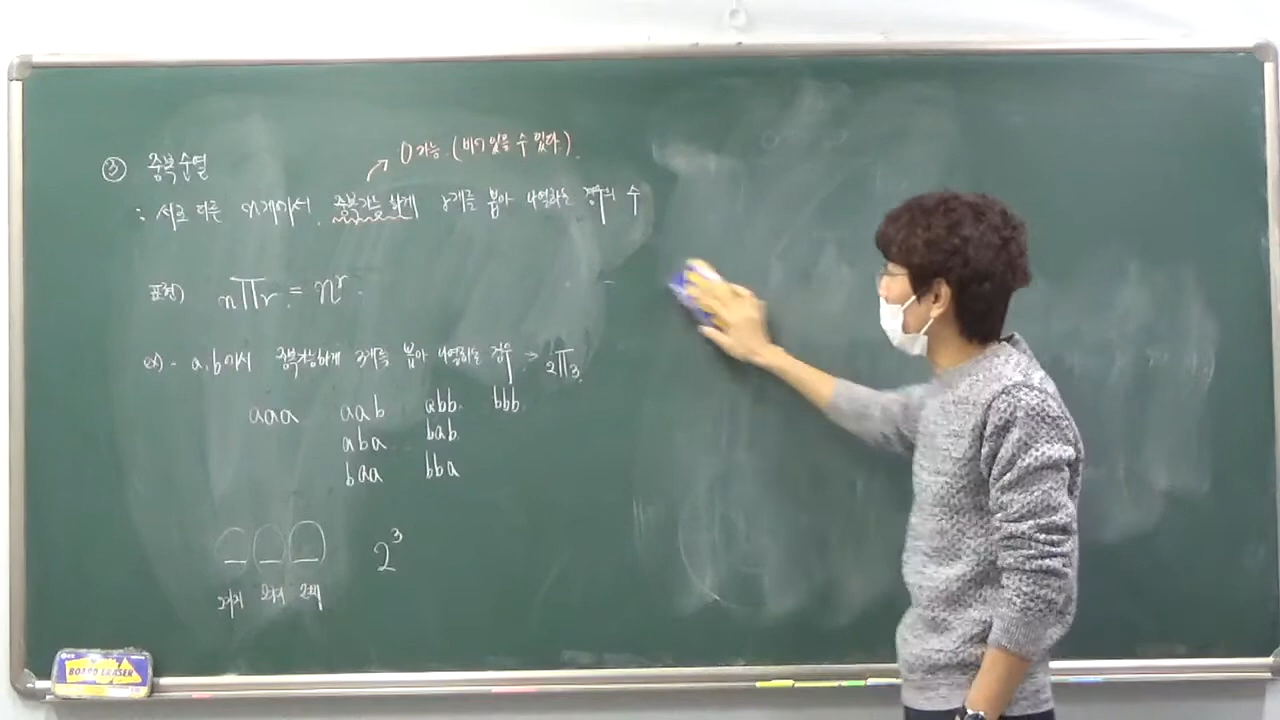 ③ 중복순열
0 가능 (비어 있을 수 있다).
: 서로 다른 n개에서 중복가능 하게 r개를 뽑아 나열하는 경우의 수
표현) nΠr = n^r
ex) - a, b에서 중복가능하게 3개를 뽑아 나열하는 경우 → 2Π3
aaa aab abb bbb
aba bab
baa bba
2^3
2가지 2가지 2가지
BOARD ERASER